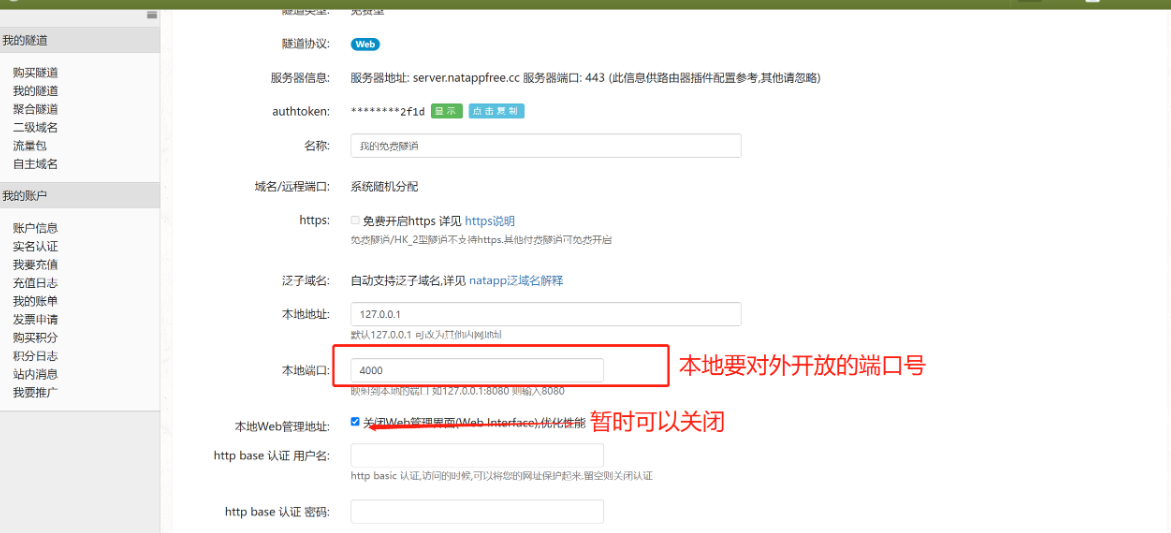 我的隧道
购买隧道
我的隧道
聚合隧道
二级域名
流量包
自主域名
我的账户
账户信息
实名认证
我要充值
充值日志
我的账单
发票申请
购买积分
积分日志
站内消息
我要推广
隧道类型: 免费型
隧道协议: Web
服务器信息: 服务器地址: server.natappfree.cc 服务器端口: 443 (此信息供路由器插件配置参考,其他请忽略)
authtoken: ********2f1d 显示 点击复制
名称: 我的免费隧道
域名/远程端口: 系统随机分配
https: 免费开启https 详见 https说明
免费隧道/HK_2型隧道不支持https.其他付费隧道可免费开启
泛子域名: 自动支持泛子域名,详见 natapp泛域名解释
本地地址: 127.0.0.1
默认127.0.0.1 可改为其他内网地址
本地端口: 4000 本地要对外开放的端口号
映射到本地的端口 如127.0.0.1:8080 则输入8080
本地Web管理地址: 关闭Web管理界面(Web Interface),优化性能 暂时可以关闭
http base 认证 用户名:
http basic 认证,访问的时候,可以将您的网址保护起来.留空则关闭认证
http base 认证 密码: